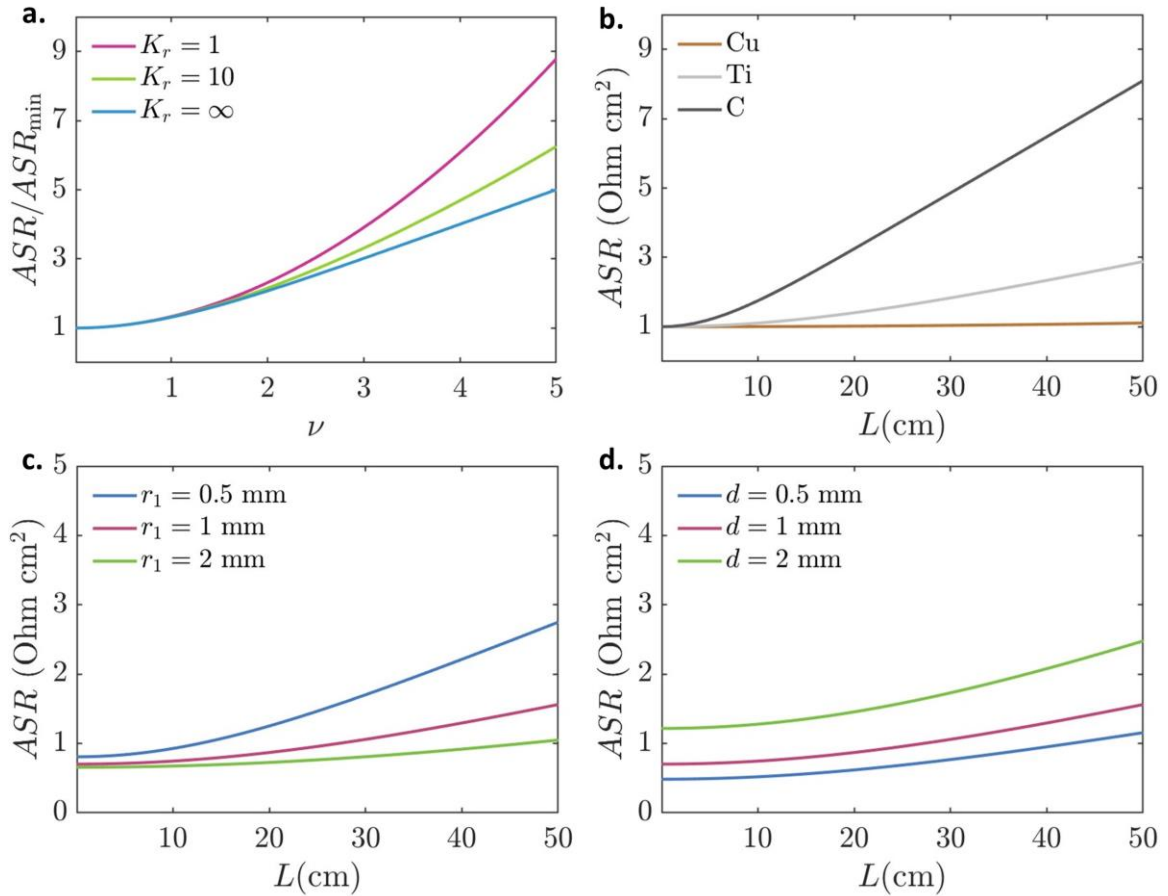 a.
K_r = 1
K_r = 10
K_r = ∞
9
7
5
3
1
ASR/ASR_min
1 2 3 4 5
ν
b.
Cu
Ti
C
9
7
5
3
1
ASR (Ohm cm²)
10 20 30 40 50
L(cm)
c.
r₁ = 0.5 mm
r₁ = 1 mm
r₁ = 2 mm
5
4
3
2
1
0
ASR (Ohm cm²)
10 20 30 40 50
L(cm)
d.
d = 0.5 mm
d = 1 mm
d = 2 mm
5
4
3
2
1
0
ASR (Ohm cm²)
10 20 30 40 50
L(cm)